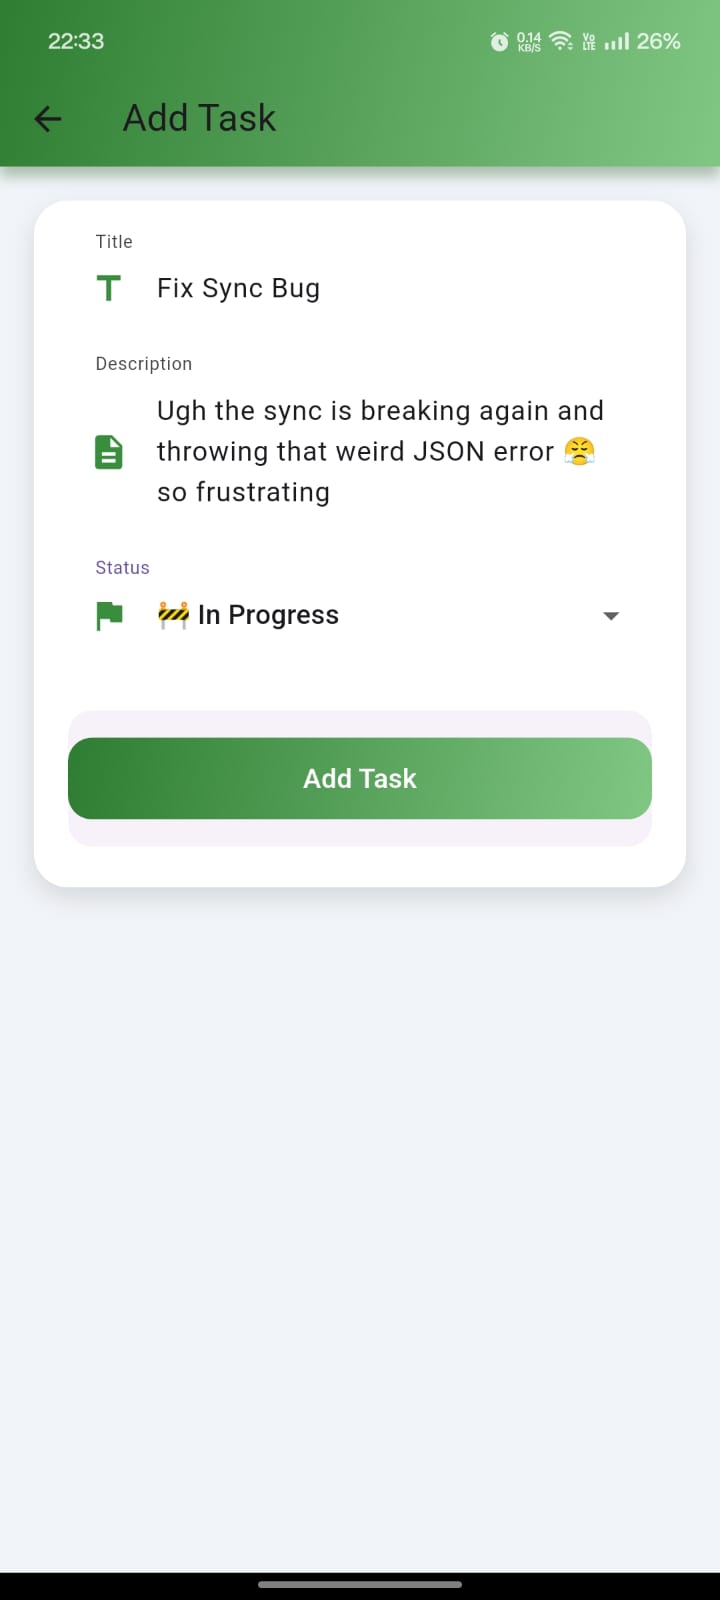 22:33 0.14 KB/S Vo LTE 26%
Add Task
Title
Fix Sync Bug
Description
Ugh the sync is breaking again and
throwing that weird JSON error 😤
so frustrating
Status
🚧 In Progress
Add Task